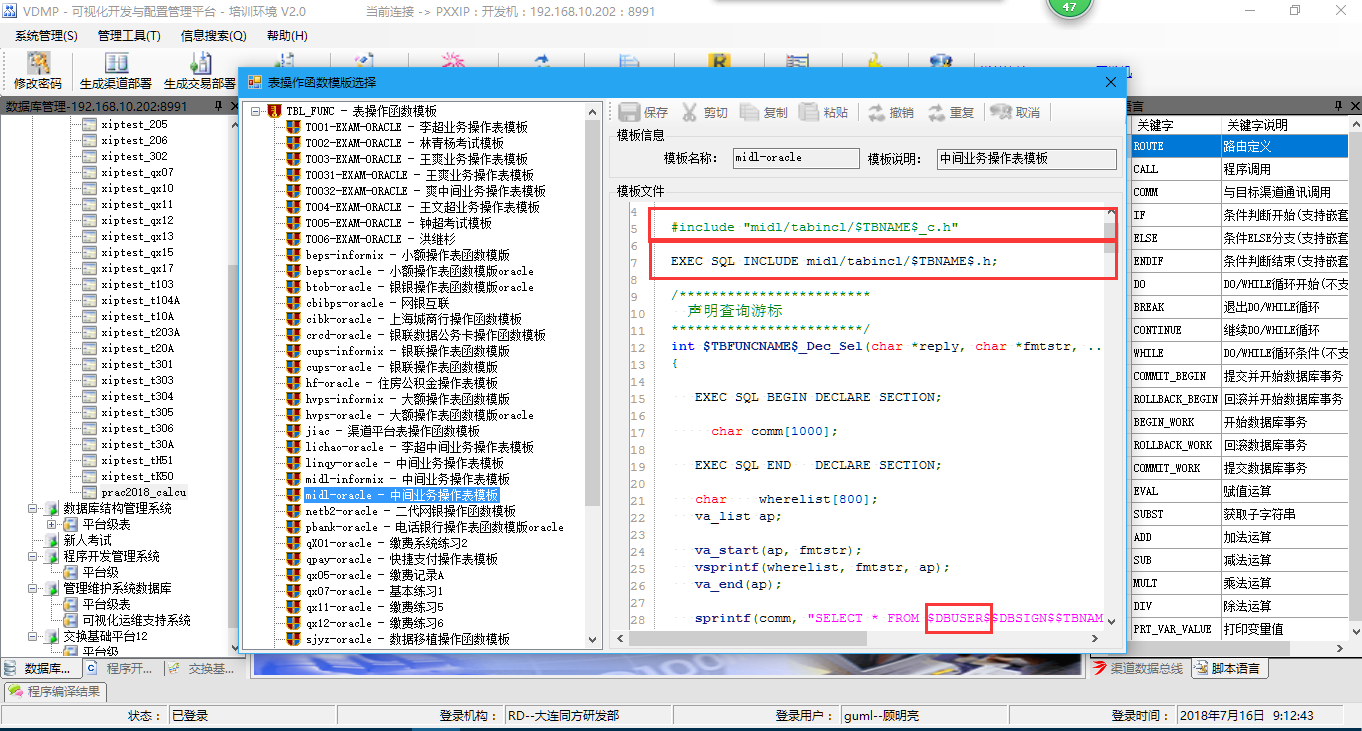 VDMP - 可视化开发与配置管理平台 - 培训环境 V2.0 当前连接 -> PXXIP：开发机：192.168.10.202：8991
47
系统管理(S) 管理工具(T) 信息搜索(Q) 帮助(H)
修改密码 生成渠道部署 生成交易部署
数据库管理-192.168.10.202:8991
xiptest_205
xiptest_206
xiptest_302
xiptest_qx07
xiptest_qx10
xiptest_qx11
xiptest_qx12
xiptest_qx13
xiptest_qx15
xiptest_qx17
xiptest_t103
xiptest_t104A
xiptest_t10A
xiptest_t203A
xiptest_t20A
xiptest_t301
xiptest_t303
xiptest_t304
xiptest_t305
xiptest_t306
xiptest_t30A
xiptest_tM51
xiptest_tK50
prac2018_calcu
数据库结构管理系统
平台级表
新人考试
程序开发管理系统
平台级
管理维护系统数据库
平台级表
可视化运维支持系统
交换基础平台12
平台级
数据库... 程序开... 交换基...
表操作函数模版选择
TBL_FUNC - 表操作函数模板
T001-EXAM-ORACLE - 李超业务操作表模板
T002-EXAM-ORACLE - 林青杨考试模板
T003-EXAM-ORACLE - 王爽业务操作表模板
T0031-EXAM-ORACLE - 王爽业务操作表模板
T0032-EXAM-ORACLE - 爽中间业务操作表模板
T004-EXAM-ORACLE - 王文超业务操作表模板
T005-EXAM-ORACLE - 钟超考试模板
T006-EXAM-ORACLE - 洪维杉
beps-informix - 小额操作表函数模版
beps-oracle - 小额操作表函数模版oracle
btob-oracle - 银联操作表函数模版oracle
cbibps-oracle - 网银互联
cibk-oracle - 上海城商行操作表函数模版
crcd-oracle - 银联数据公务卡操作表函数模版
cups-informix - 银联操作表函数模版
cups-oracle - 银联操作表函数模版
hf-oracle - 住房公积金操作表模板
hvps-informix - 大额操作表函数模版
hvps-oracle - 大额操作表函数模版oracle
jiac - 渠道平台表操作函数模板
lichao-oracle - 李超中间业务操作表模板
linqy-oracle - 中间业务操作表模板
midl-informix - 中间业务操作表模板
midl-oracle - 中间业务操作表模板
netb2-oracle - 二代网银操作函数模板
pbank-oracle - 电话银行操作表函数模版oracle
qX01-oracle - 缴费系统练习2
qpay-oracle - 快捷支付操作表模板
qx05-oracle - 缴费记录A
qx07-oracle - 基本练习1
qx11-oracle - 缴费练习5
qx12-oracle - 缴费练习6
sjyz-oracle - 数据移植操作函数模板
保存 剪切 复制 粘贴 撤销 重复 取消
模板信息
模板名称： midl-oracle 模板说明： 中间业务操作表模板
模板文件
4
5 #include "midl/tabincl/$TBNAME$_c.h"
6
7 EXEC SQL INCLUDE midl/tabincl/$TBNAME$.h;
8
9 /************************
10 声明查询游标
11 ************************/
12 int $TBFUNCNAME$_Dec_Sel(char *reply, char *fmtstr, ..
13 {
14
15 EXEC SQL BEGIN DECLARE SECTION;
16
17 char comm[1000];
18
19 EXEC SQL END DECLARE SECTION;
20
21 char wherelist[800];
22 va_list ap;
23
24 va_start(ap, fmtstr);
25 vsprintf(wherelist, fmtstr, ap);
26 va_end(ap);
27
28 sprintf(comm, "SELECT * FROM $DBUSER$$DBSIGN$$TBNAM
语言
关键字 关键字说明
ROUTE 路由定义
CALL 程序调用
COMM 与目标渠道通讯调用
IF 条件判断开始(支持嵌套
ELSE 条件ELSE分支(支持嵌套
ENDIF 条件判断结束(支持嵌套
DO DO/WHILE循环开始(不支
BREAK 退出DO/WHILE循环
CONTINUE 继续DO/WHILE循环
WHILE DO/WHILE循环条件(不支
COMMIT_BEGIN 提交并开始数据库事务
ROLLBACK_BEGIN 回滚并开始数据库事务
BEGIN_WORK 开始数据库事务
ROLLBACK_WORK 回滚数据库事务
COMMIT_WORK 提交数据库事务
EVAL 赋值运算
SUBST 获取子字符串
ADD 加法运算
SUB 减法运算
MULT 乘法运算
DIV 除法运算
PRT_VAR_VALUE 打印变量值
渠道数据总线 脚本语言
程序编译结果
状态： 已登录 登录机构： RD--大连同方研发部 登录用户： guml--顾明亮 登录时间： 2018年7月16日 9:12:43